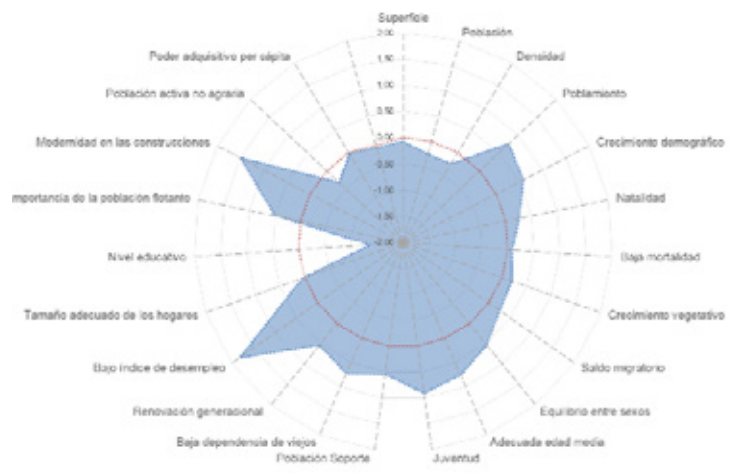 Superficie
Población
Densidad
Poblamiento
Crecimiento demográfico
Natalidad
Baja mortalidad
Crecimiento vegetativo
Saldo migratorio
Equilibrio entre sexos
Adecuada edad media
Juventud
Población Soporte
Baja dependencia de viejos
Renovación generacional
Bajo índice de desempleo
Tamaño adecuado de los hogares
Nivel educativo
mportancia de la población flotante
Modernidad en las construcciones
Población activa no agraria
Poder adquisitivo per cápita
2.00
1.50
1.00
0.50
0.00
-0.50
-1.00
-1.50
-2.00